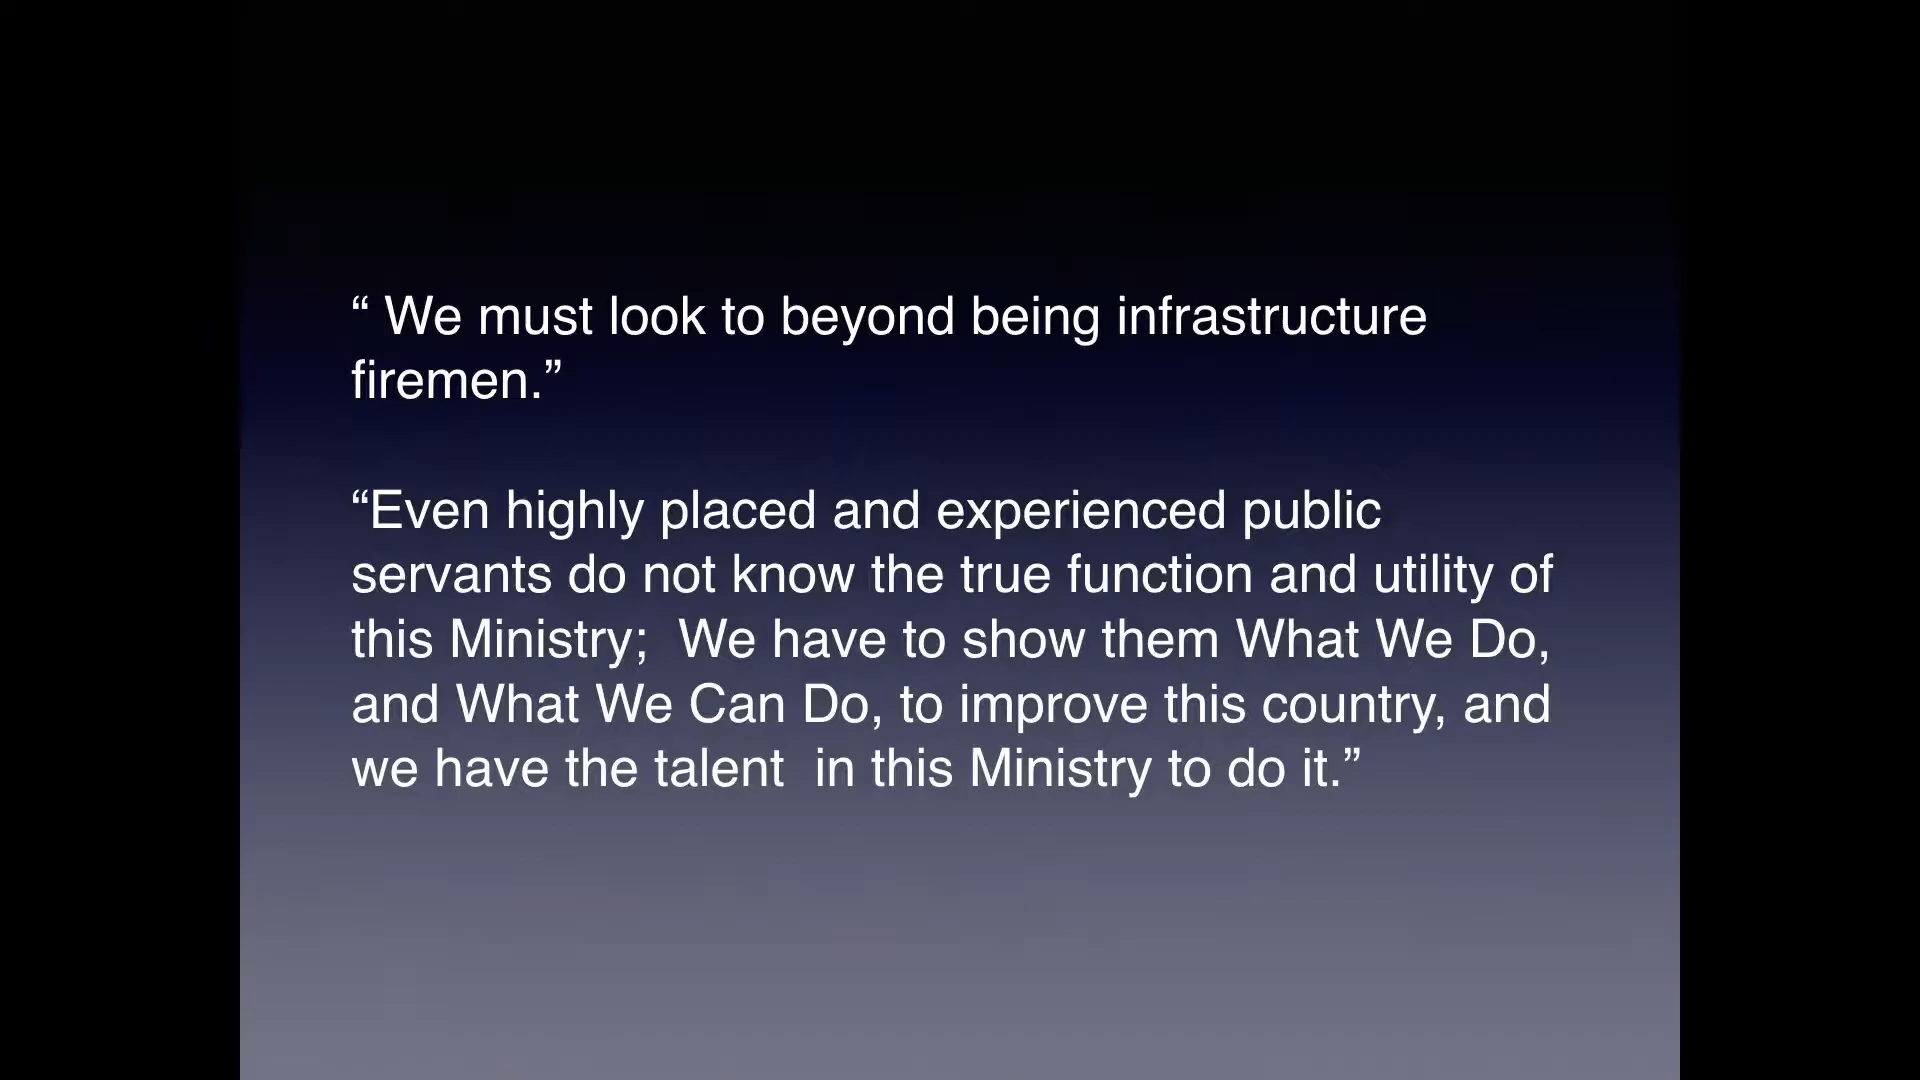 “ We must look to beyond being infrastructure
firemen.”
“Even highly placed and experienced public
servants do not know the true function and utility of
this Ministry;  We have to show them What We Do,
and What We Can Do, to improve this country, and
we have the talent  in this Ministry to do it.”